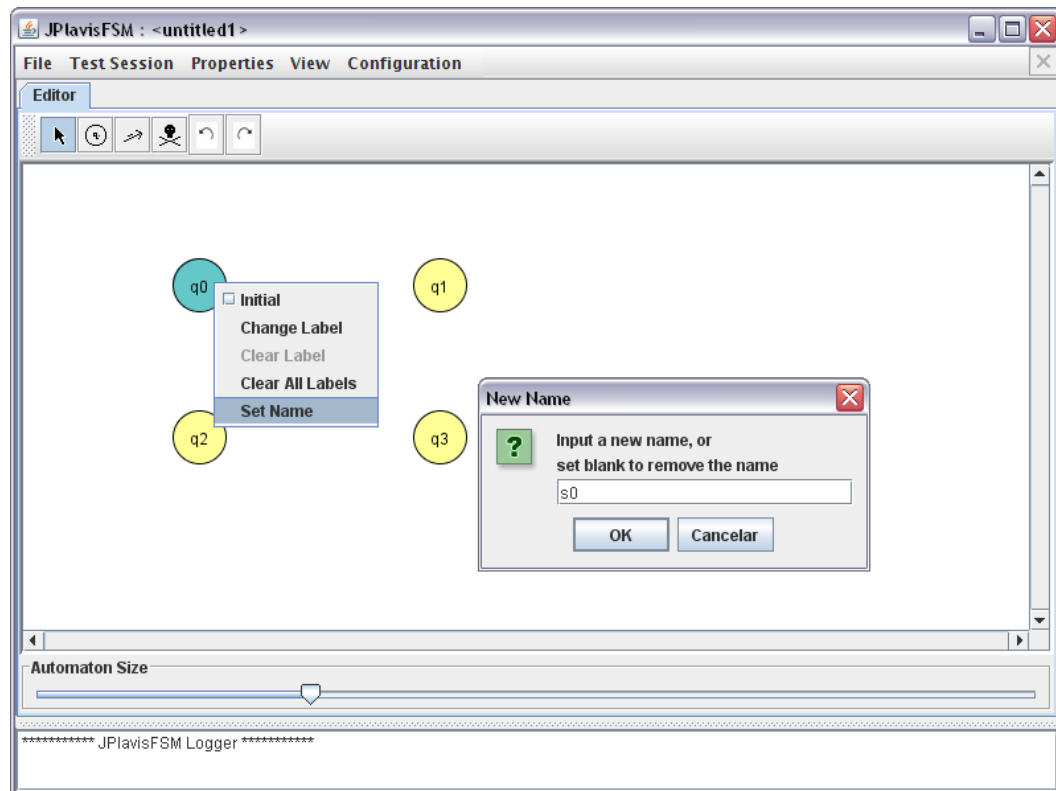 JPlavisFSM : <untitled1>
File Test Session Properties View Configuration
Editor
q0
q1
Initial
Change Label
Clear Label
Clear All Labels
Set Name
q2
q3
New Name
?
Input a new name, or
set blank to remove the name
s0
OK Cancelar
Automaton Size
*********** JPlavisFSM Logger ***********